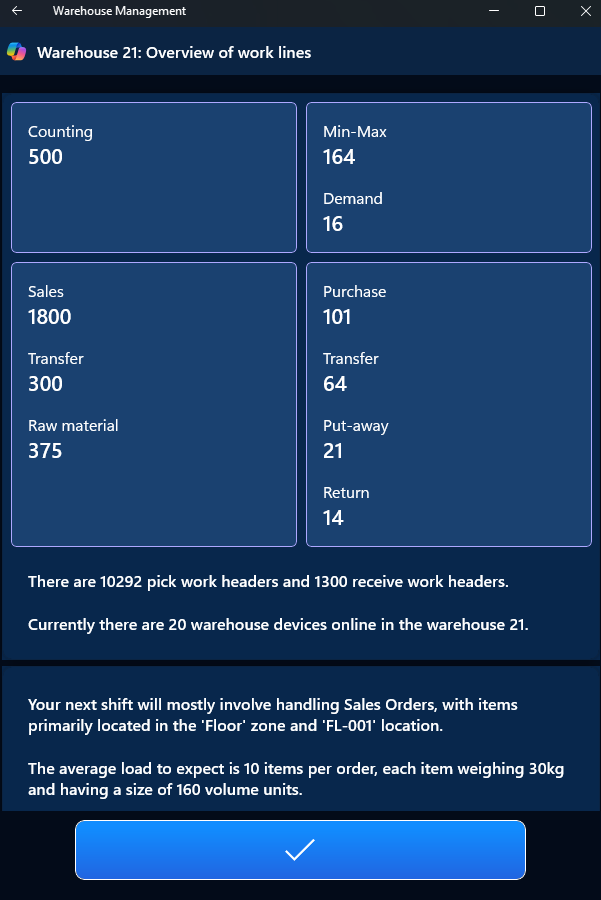 Warehouse Management
Warehouse 21: Overview of work lines
Counting
500
Min-Max
164
Demand
16
Sales
1800
Transfer
300
Raw material
375
Purchase
101
Transfer
64
Put-away
21
Return
14
There are 10292 pick work headers and 1300 receive work headers.
Currently there are 20 warehouse devices online in the warehouse 21.
Your next shift will mostly involve handling Sales Orders, with items
primarily located in the 'Floor' zone and 'FL-001' location.
The average load to expect is 10 items per order, each item weighing 30kg
and having a size of 160 volume units.